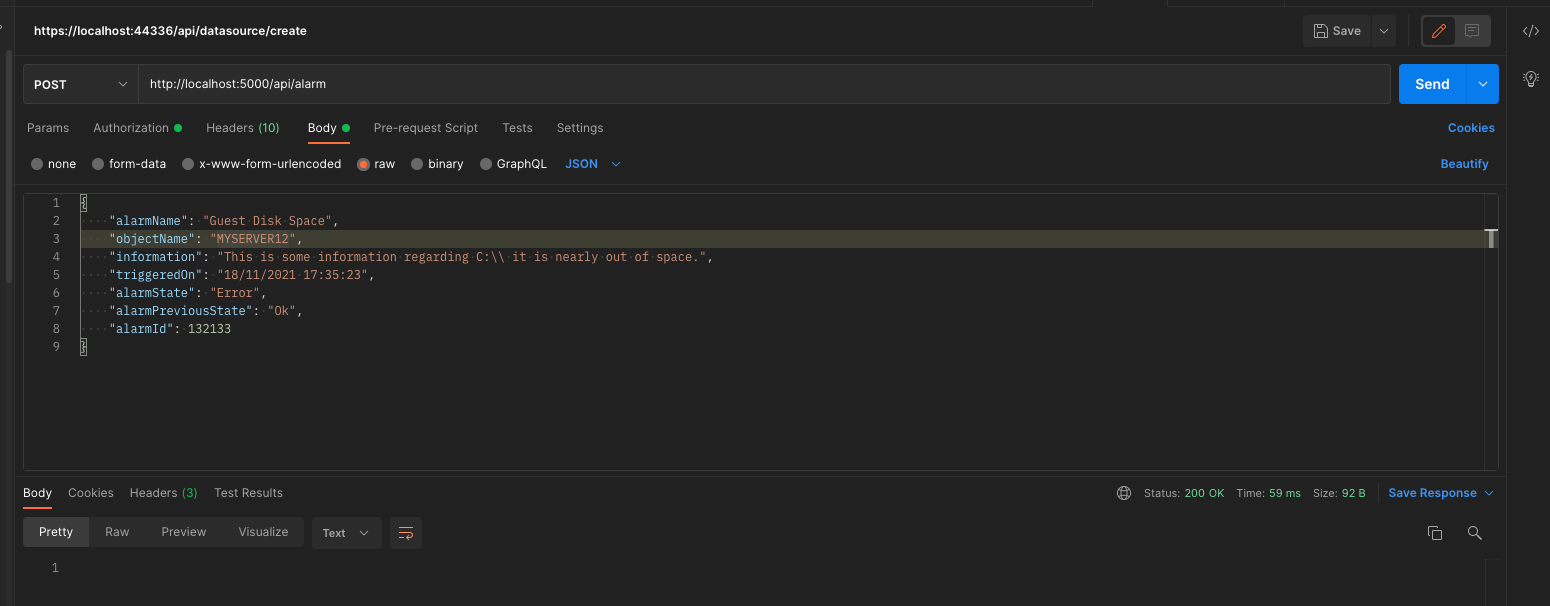 https://localhost:44336/api/datasource/create
Save
POST
http://localhost:5000/api/alarm
Send
Params Authorization Headers (10) Body Pre-request Script Tests Settings Cookies
none form-data x-www-form-urlencoded raw binary GraphQL JSON Beautify
1 {
2 "alarmName": "Guest Disk Space",
3 "objectName": "MYSERVER12",
4 "information": "This is some information regarding C:\\ it is nearly out of space.",
5 "triggeredOn": "18/11/2021 17:35:23",
6 "alarmState": "Error",
7 "alarmPreviousState": "Ok",
8 "alarmId": 132133
9 }
Body Cookies Headers (3) Test Results Status: 200 OK Time: 59 ms Size: 92 B Save Response
Pretty Raw Preview Visualize Text
1